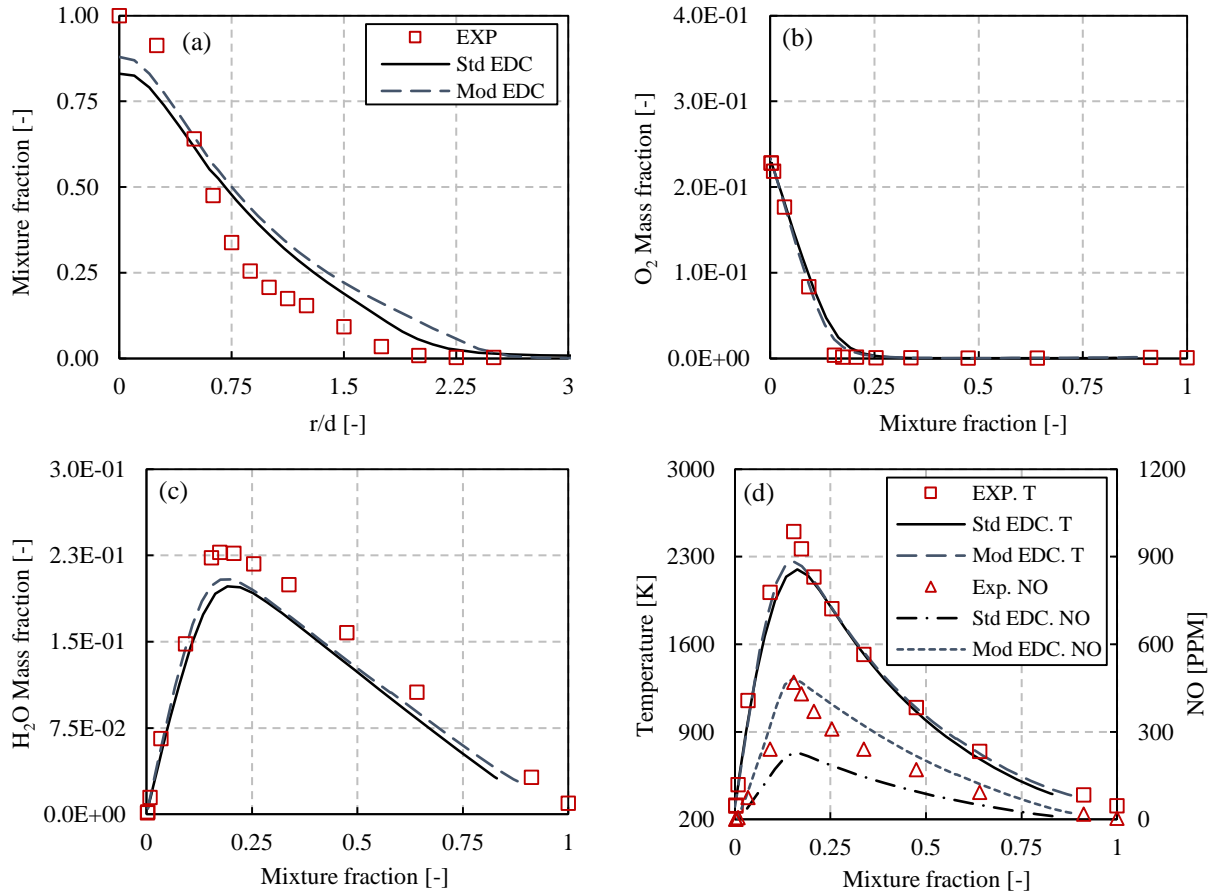 1.00
0.75
0.50
0.25
0.00
Mixture fraction [-]
(a)
EXP
Std EDC
Mod EDC
0
0.75
1.5
2.25
3
r/d [-]
4.0E-01
3.0E-01
2.0E-01
1.0E-01
0.0E+00
O2 Mass fraction [-]
(b)
0
0.25
0.5
0.75
1
Mixture fraction [-]
3.0E-01
2.3E-01
1.5E-01
7.5E-02
0.0E+00
H2O Mass fraction [-]
(c)
0
0.25
0.5
0.75
1
Mixture fraction [-]
3000
2300
1600
900
200
Temperature [K]
(d)
EXP. T
Std EDC. T
Mod EDC. T
Exp. NO
Std EDC. NO
Mod EDC. NO
1200
900
600
300
0
NO [PPM]
0
0.25
0.5
0.75
1
Mixture fraction [-]